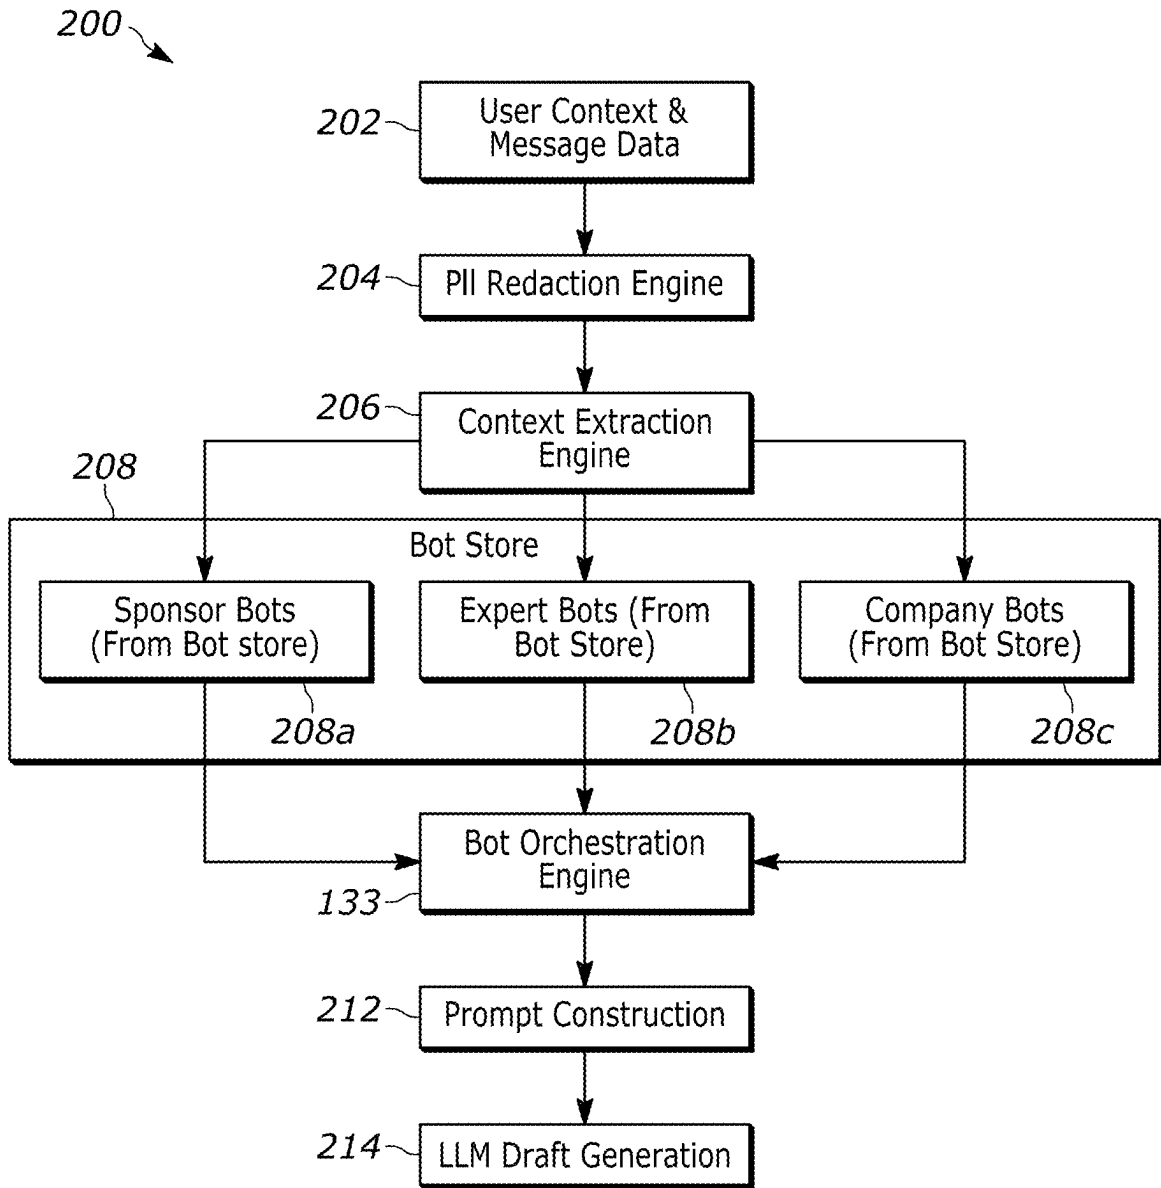 200
202
User Context &
Message Data
204
PII Redaction Engine
206
Context Extraction
Engine
208
Bot Store
Sponsor Bots
(From Bot store)
208a
Expert Bots (From
Bot Store)
208b
Company Bots
(From Bot Store)
208c
Bot Orchestration
Engine
133
212
Prompt Construction
214
LLM Draft Generation